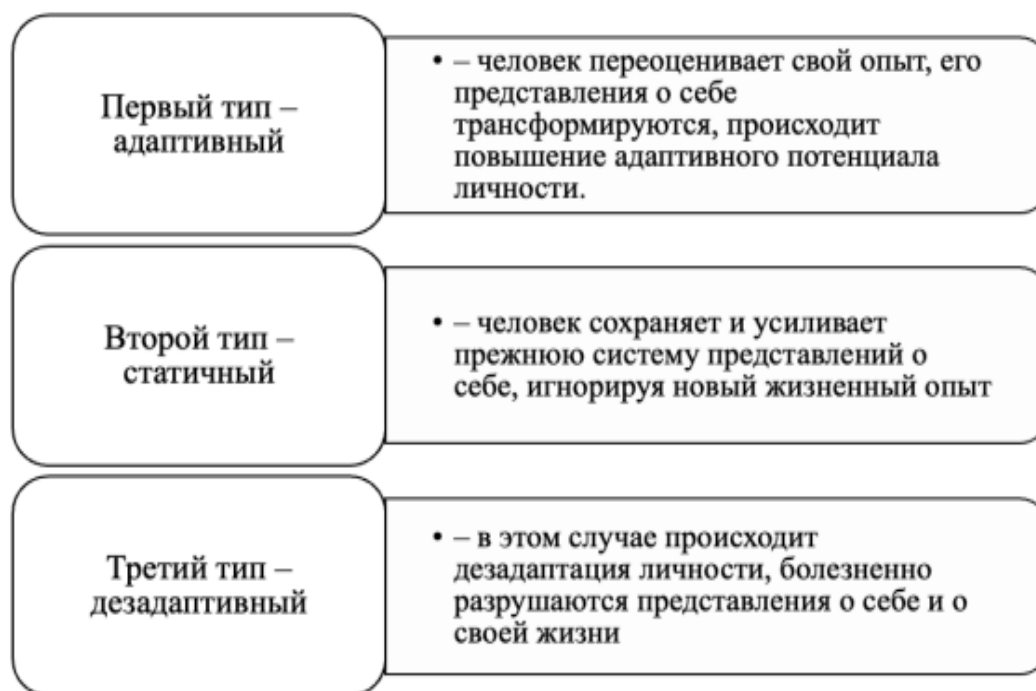 Первый тип –
адаптивный
• – человек переоценивает свой опыт, его
представления о себе
трансформируются, происходит
повышение адаптивного потенциала
личности.
Второй тип –
статичный
• – человек сохраняет и усиливает
прежнюю систему представлений о
себе, игнорируя новый жизненный опыт
Третий тип –
дезадаптивный
• – в этом случае происходит
дезадаптация личности, болезненно
разрушаются представления о себе и о
своей жизни